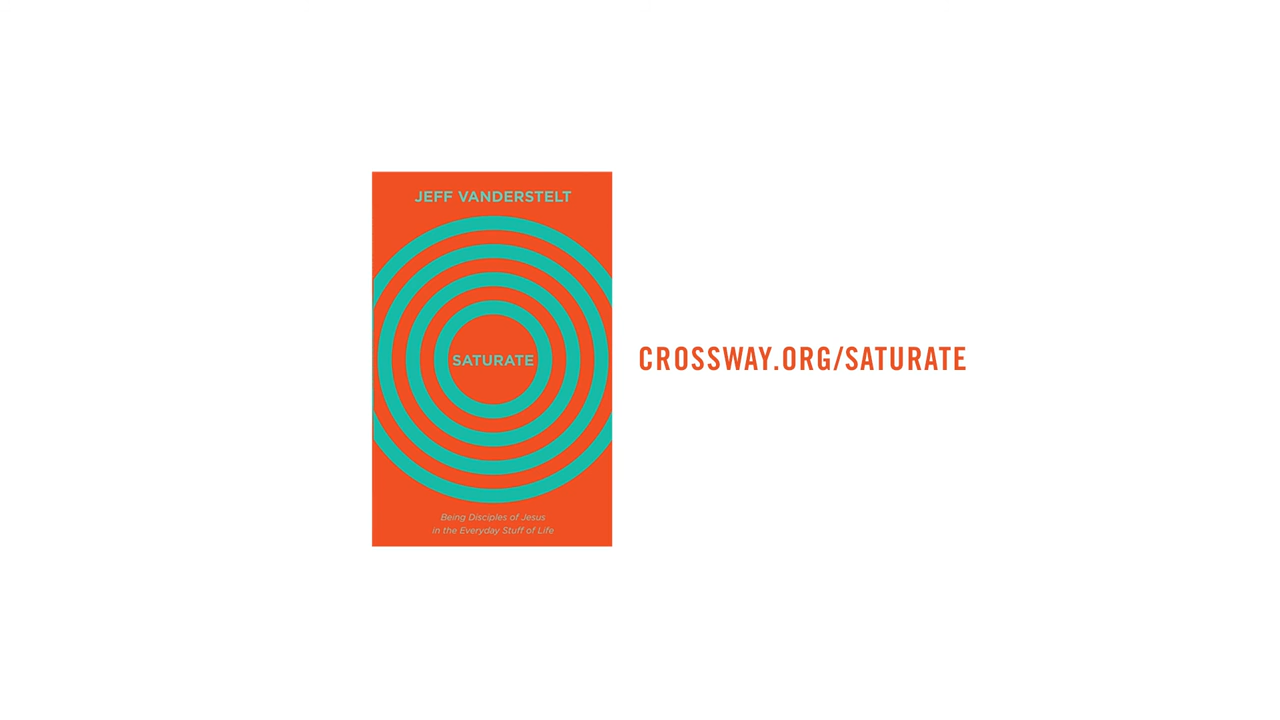 JEFF VANDERSTELT
SATURATE
Being Disciples of Jesus
in the Everyday Stuff of Life
CROSSWAY.ORG/SATURATE